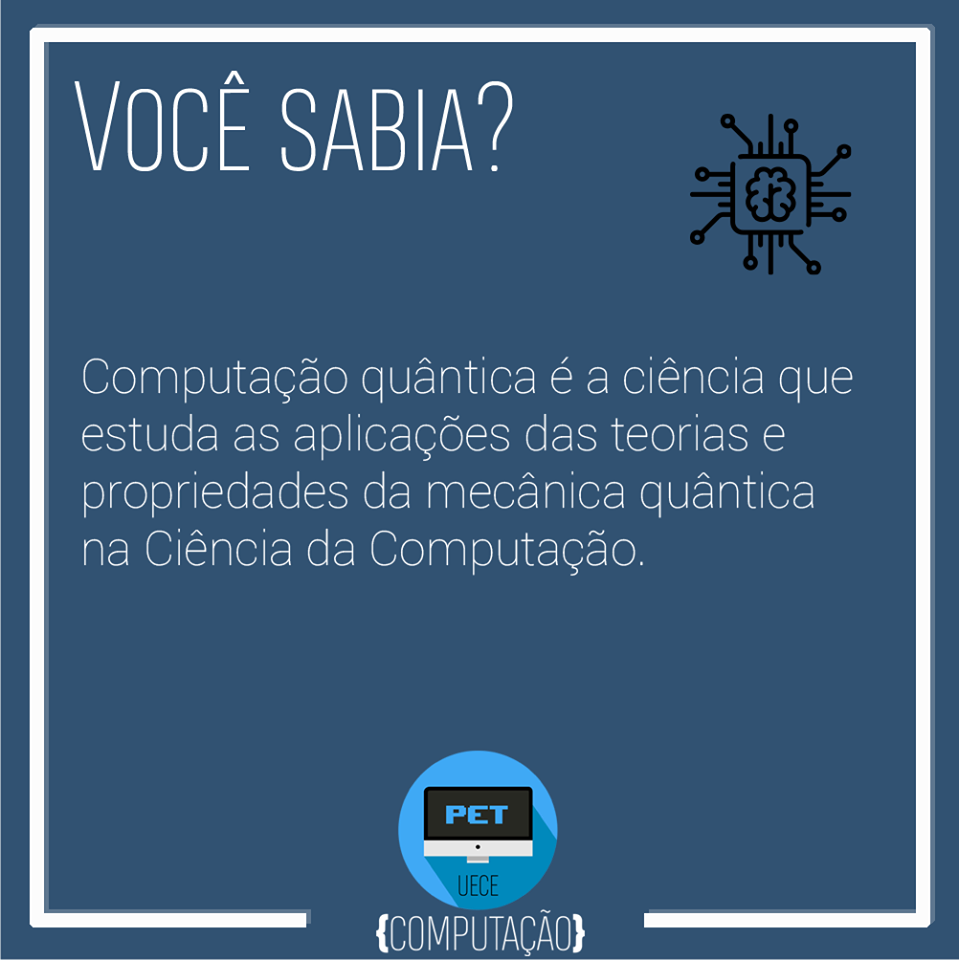 VOCÊ SABIA?
Computação quântica é a ciência que
estuda as aplicações das teorias e
propriedades da mecânica quântica
na Ciência da Computação.
PET
UECE
{COMPUTAÇÃO}